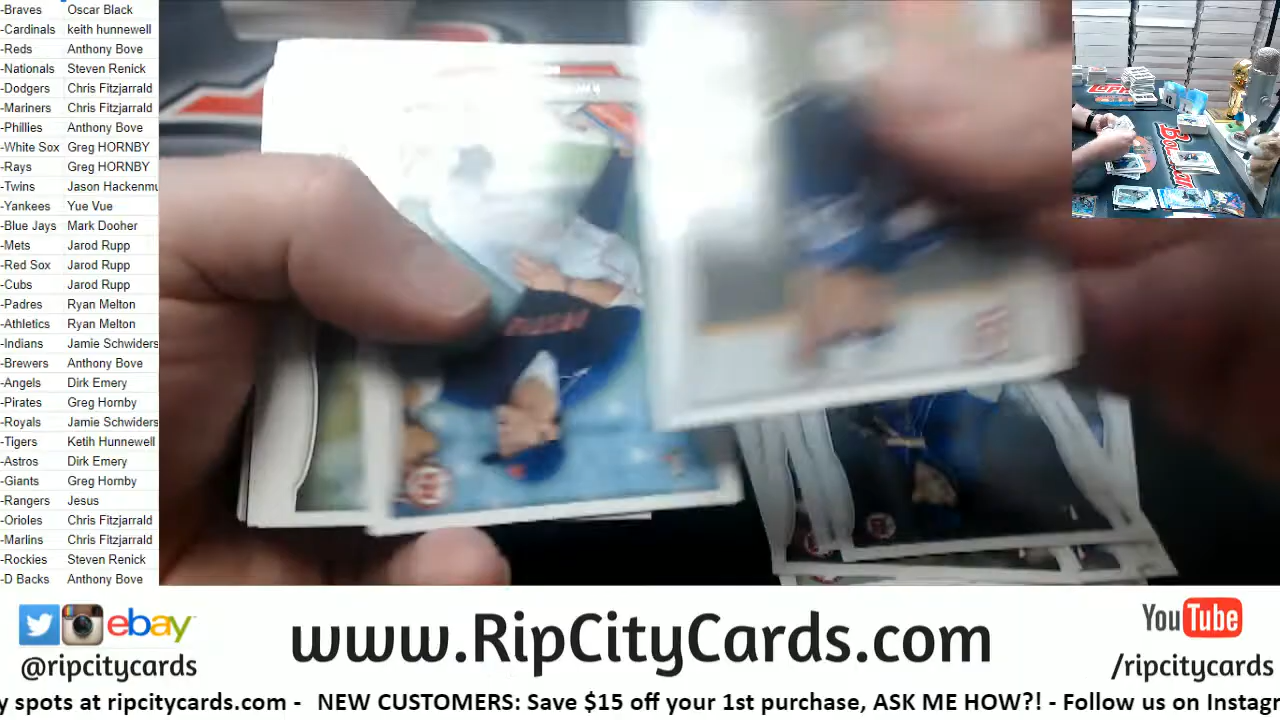 -Braves Oscar Black
-Cardinals keith hunnewell
-Reds Anthony Bove
-Nationals Steven Renick
-Dodgers Chris Fitzjarrald
-Mariners Chris Fitzjarrald
-Phillies Anthony Bove
-White Sox Greg HORNBY
-Rays Greg HORNBY
-Twins Jason Hackenmu
-Yankees Yue Vue
-Blue Jays Mark Dooher
-Mets Jarod Rupp
-Red Sox Jarod Rupp
-Cubs Jarod Rupp
-Padres Ryan Melton
-Athletics Ryan Melton
-Indians Jamie Schwiders
-Brewers Anthony Bove
-Angels Dirk Emery
-Pirates Greg Hornby
-Royals Jamie Schwiders
-Tigers Ketih Hunnewell
-Astros Dirk Emery
-Giants Greg Hornby
-Rangers Jesus
-Orioles Chris Fitzjarrald
-Marlins Chris Fitzjarrald
-Rockies Steven Renick
-D Backs Anthony Bove
ebay
@ripcitycards
www.RipCityCards.com
YouTube
/ripcitycards
y spots at ripcitycards.com - NEW CUSTOMERS: Save $15 off your 1st purchase, ASK ME HOW?! - Follow us on Instagr